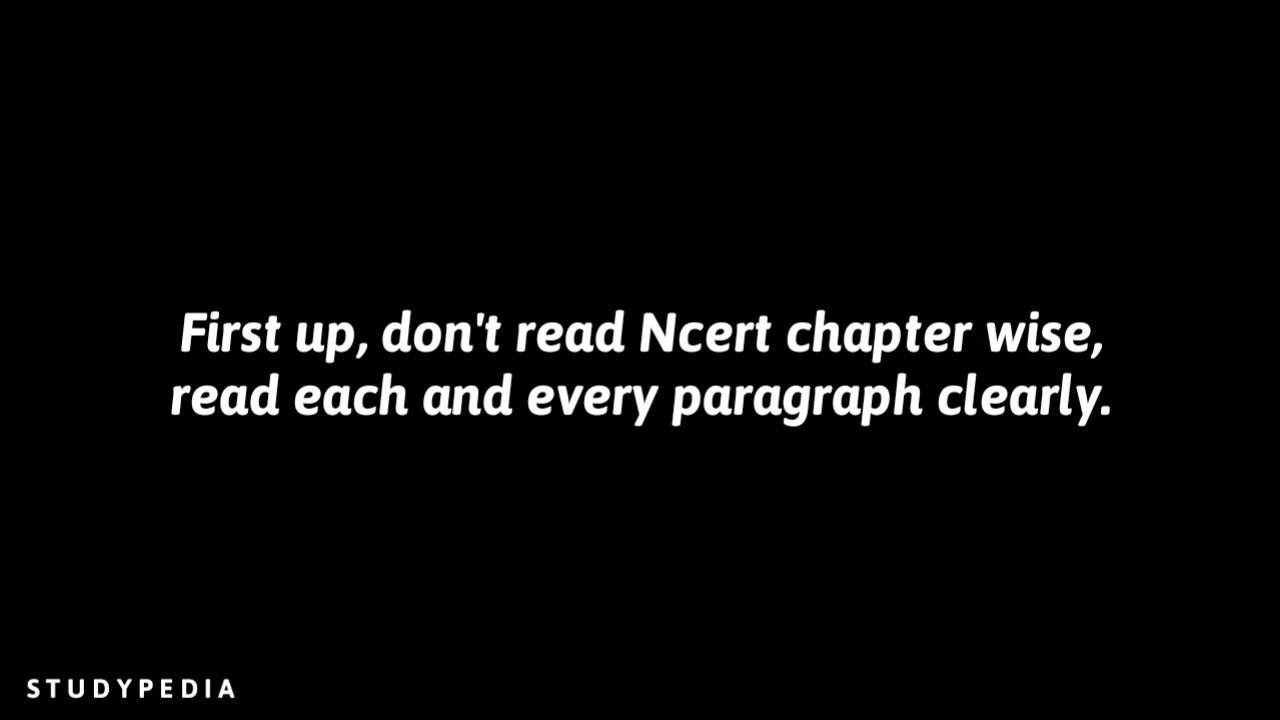 First up, don't read Ncert chapter wise,
read each and every paragraph clearly.
STUDYPEDIA